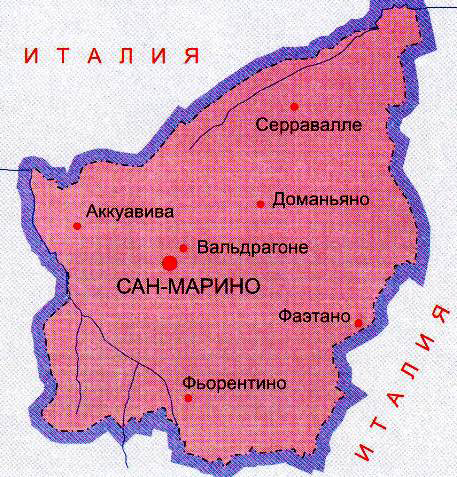 ИТАЛИЯ
Серравалле
Доманьяно
Аккуавива
Вальдрагоне
САН-МАРИНО
Фаэтано
ИТАЛИЯ
Фьорентино